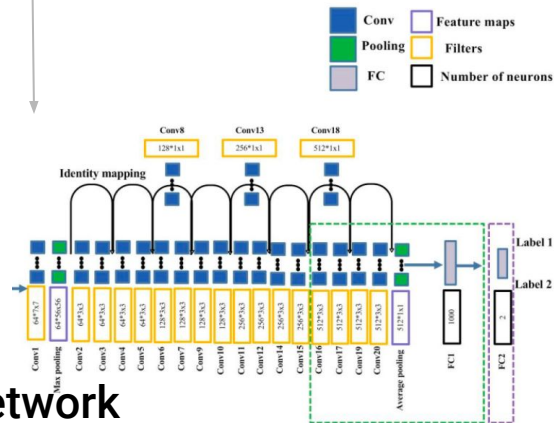 Conv
Feature maps
Pooling
Filters
FC
Number of neurons
Conv8
Conv13
Conv18
128*1x1
256*1x1
512*1x1
Identity mapping
Label 1
Label 2
64*7x7
64*56x56
64*3x3
64*3x3
64*3x3
64*3x3
128*3x3
128*3x3
128*3x3
128*3x3
256*3x3
256*3x3
256*3x3
256*3x3
512*3x3
512*3x3
512*3x3
512*3x3
512*1x1
1000
2
Conv1
Max pooling
Conv2
Conv3
Conv4
Conv5
Conv6
Conv7
Conv9
Conv10
Conv11
Conv12
Conv14
Conv15
Conv16
Conv17
Conv19
Conv20
Average pooling
FC1
FC2
etwork